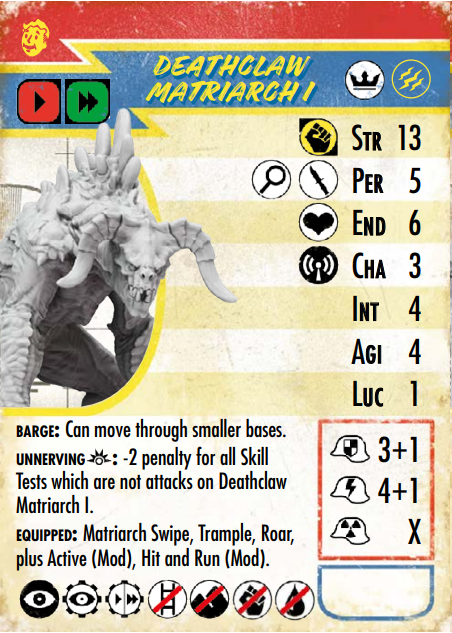 DEATHCLAW
MATRIARCH I
STR 13
PER 5
END 6
CHA 3
INT 4
AGI 4
LUC 1
BARGE: Can move through smaller bases.
UNNERVING : -2 penalty for all Skill
Tests which are not attacks on Deathclaw
Matriarch I.
EQUIPPED: Matriarch Swipe, Trample, Roar,
plus Active (Mod), Hit and Run (Mod).
3+1
4+1
X